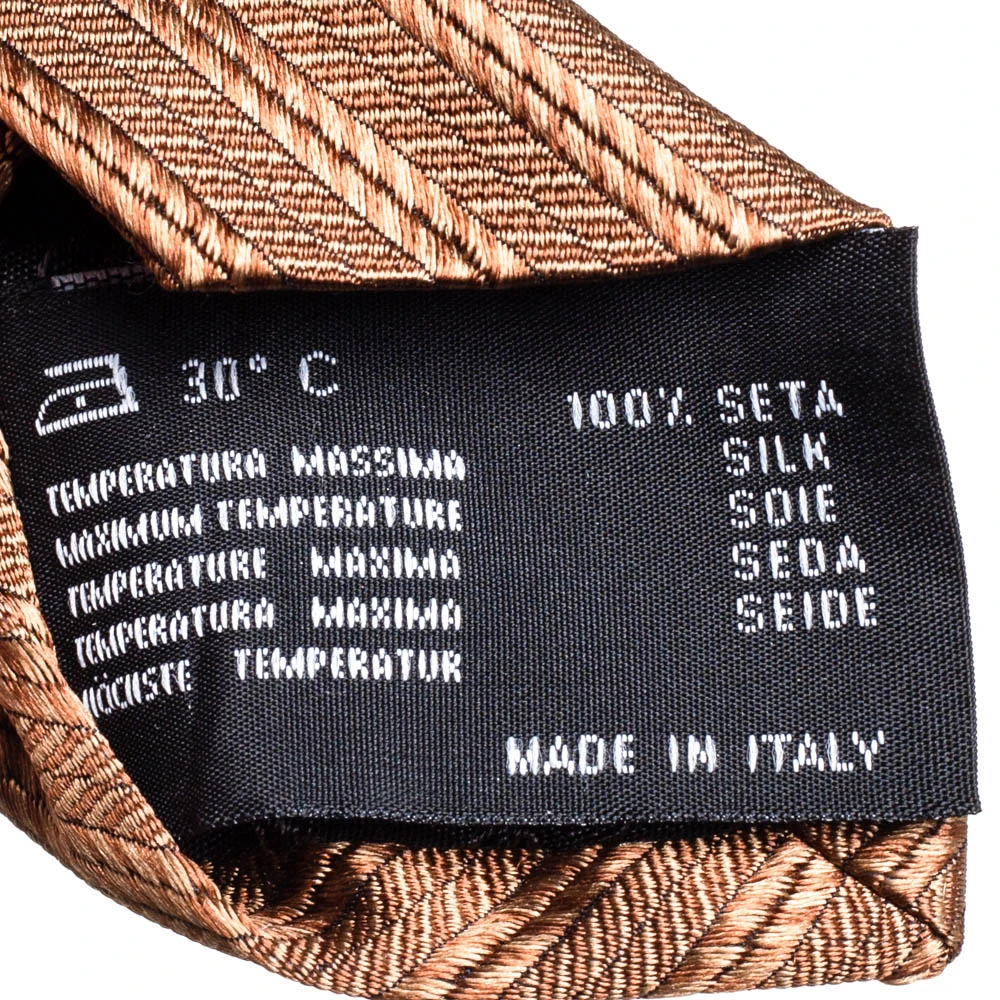 30° C
TEMPERATURA MASSIMA
MAXIMUM TEMPERATURE
TEMPERATURE MAXIMA
TEMPERATURA MAXIMA
HÖCHSTE TEMPERATUR
100% SETA
SILK
SOIE
SEDA
SEIDE
MADE IN ITALY